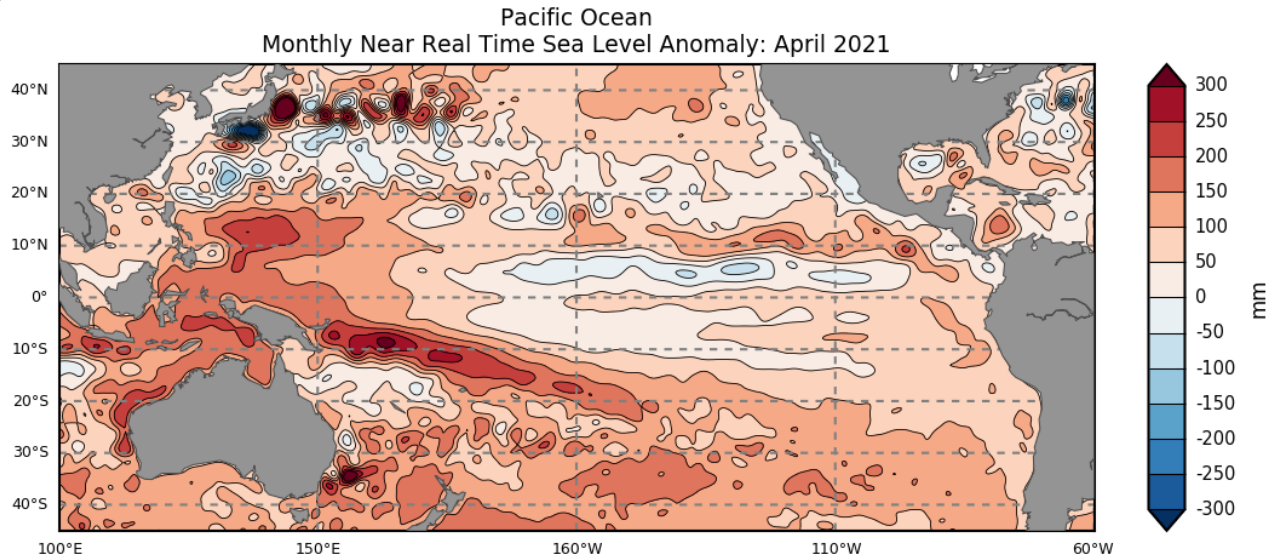 Pacific Ocean
Monthly Near Real Time Sea Level Anomaly: April 2021
40°N
30°N
20°N
10°N
0°
10°S
20°S
30°S
40°S
100°E
150°E
160°W
110°W
60°W
300
250
200
150
100
50
0
-50
-100
-150
-200
-250
-300
mm